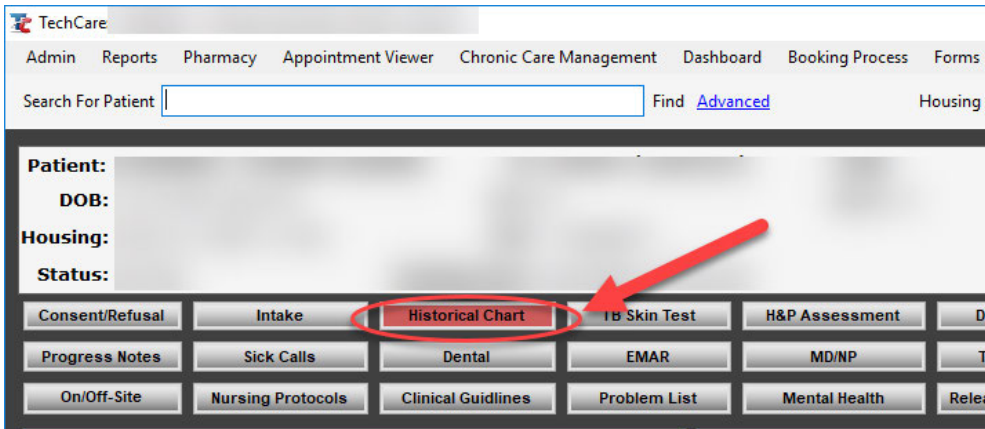 TechCare
Admin Reports Pharmacy Appointment Viewer Chronic Care Management Dashboard Booking Process Forms
Search For Patient Find Advanced Housing
Patient:
DOB:
Housing:
Status:
Consent/Refusal Intake Historical Chart TB Skin Test H&P Assessment D
Progress Notes Sick Calls Dental EMAR MD/NP
On/Off-Site Nursing Protocols Clinical Guidlines Problem List Mental Health Relea